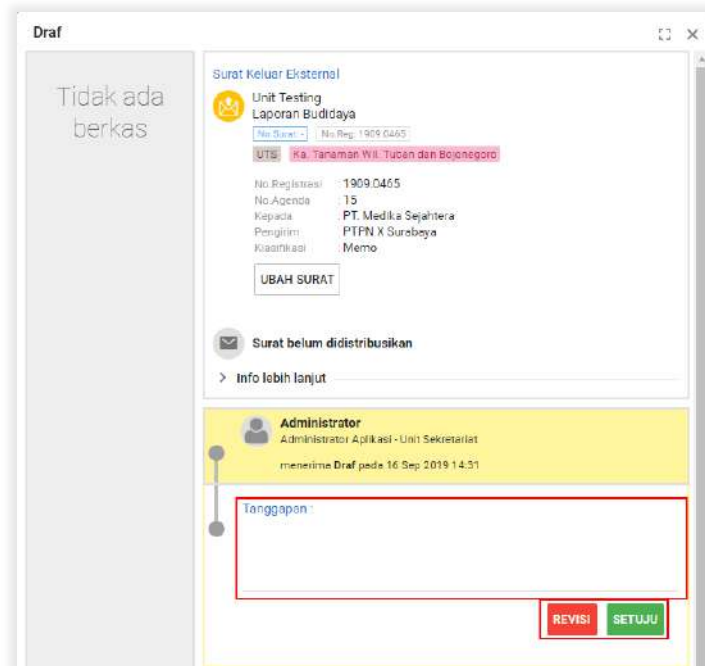 Draf
Tidak ada
berkas
Surat Keluar Eksternal
Unit Testing
Laporan Budidaya
No.Surat: - No.Reg: 1909.0465
UTS Ka. Tanaman Wil. Tuban dan Bojonegoro
No.Registrasi : 1909.0465
No.Agenda : 15
Kepada : PT. Medika Sejahtera
Pengirim : PTPN X Surabaya
Klasifikasi : Memo
UBAH SURAT
Surat belum didistribusikan
Info lebih lanjut
Administrator
Administrator Aplikasi - Unit Sekretariat
menerima Draf pada 16 Sep 2019 14:31
Tanggapan :
REVISI SETUJU